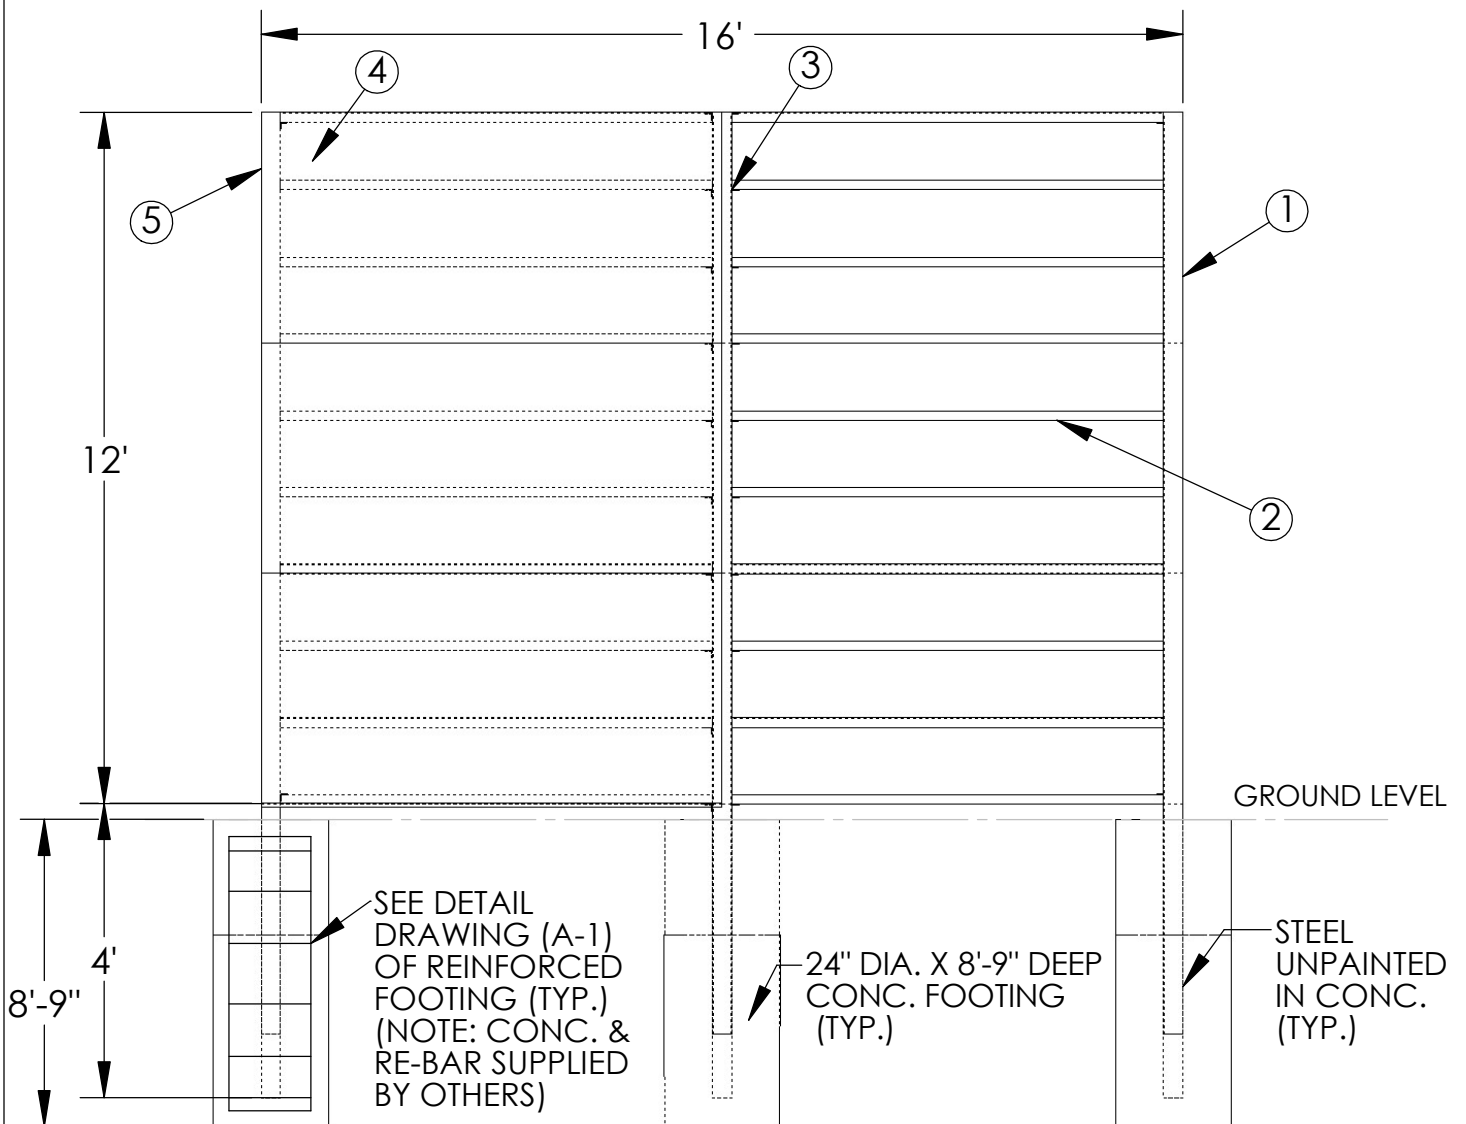 16'
4
3
5
1
12'
2
GROUND LEVEL
SEE DETAIL
DRAWING (A-1)
OF REINFORCED
FOOTING (TYP.)
(NOTE: CONC. &
RE-BAR SUPPLIED
BY OTHERS)
4'
8'-9"
24" DIA. X 8'-9" DEEP
CONC. FOOTING
(TYP.)
STEEL
UNPAINTED
IN CONC.
(TYP.)